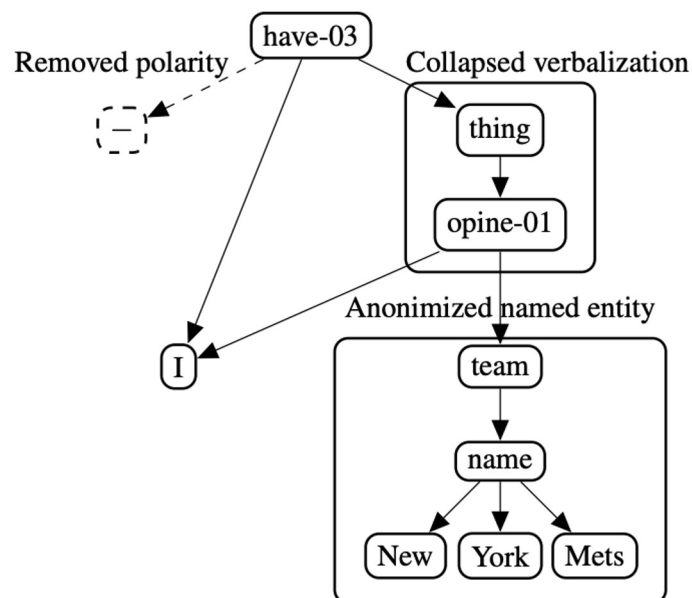 have-03
Removed polarity
Collapsed verbalization
–
thing
opine-01
Anonimized named entity
I
team
name
New York Mets